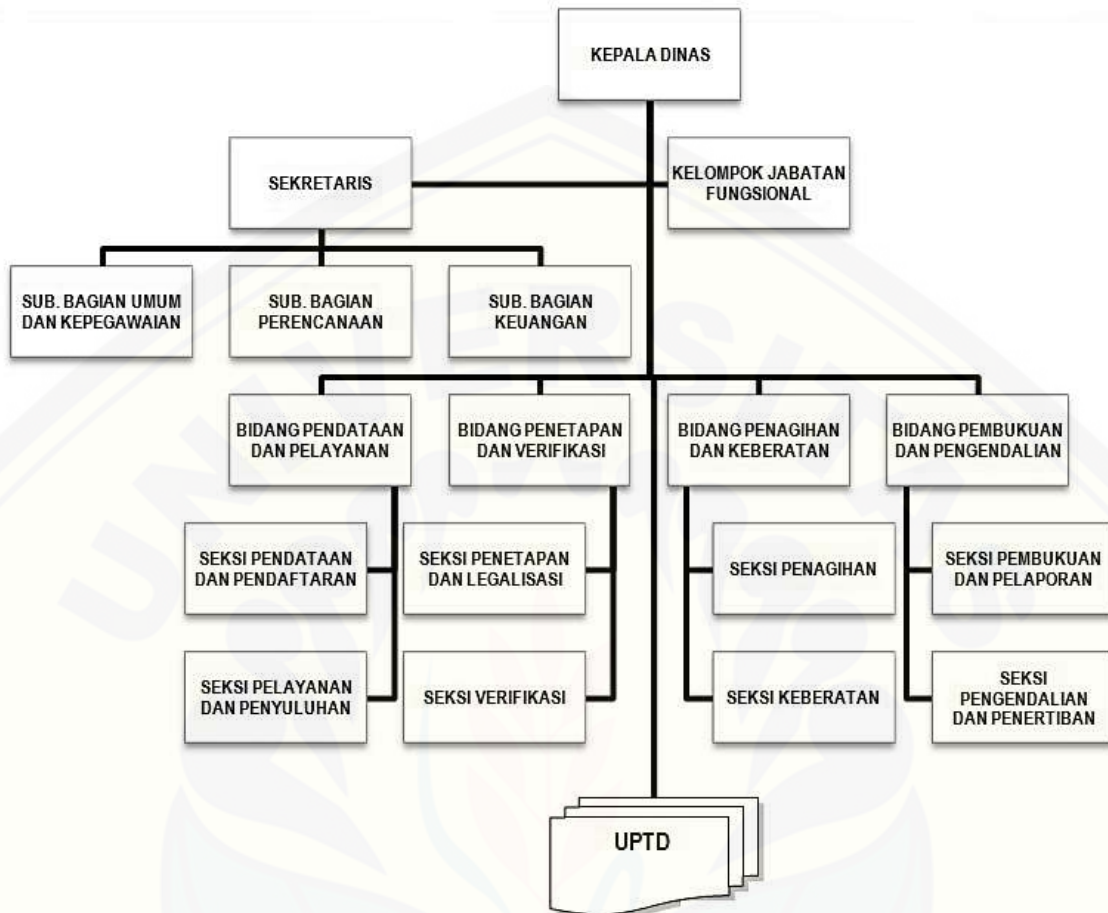 KEPALA DINAS
SEKRETARIS
KELOMPOK JABATAN
FUNGSIONAL
SUB. BAGIAN UMUM
DAN KEPEGAWAIAN
SUB. BAGIAN
PERENCANAAN
SUB. BAGIAN
KEUANGAN
BIDANG PENDATAAN
DAN PELAYANAN
BIDANG PENETAPAN
DAN VERIFIKASI
BIDANG PENAGIHAN
DAN KEBERATAN
BIDANG PEMBUKUAN
DAN PENGENDALIAN
SEKSI PENDATAAN
DAN PENDAFTARAN
SEKSI PENETAPAN
DAN LEGALISASI
SEKSI PENAGIHAN
SEKSI PEMBUKUAN
DAN PELAPORAN
SEKSI PELAYANAN
DAN PENYULUHAN
SEKSI VERIFIKASI
SEKSI KEBERATAN
SEKSI
PENGENDALIAN
DAN PENERTIBAN
UPTD
UNIVERSITAS